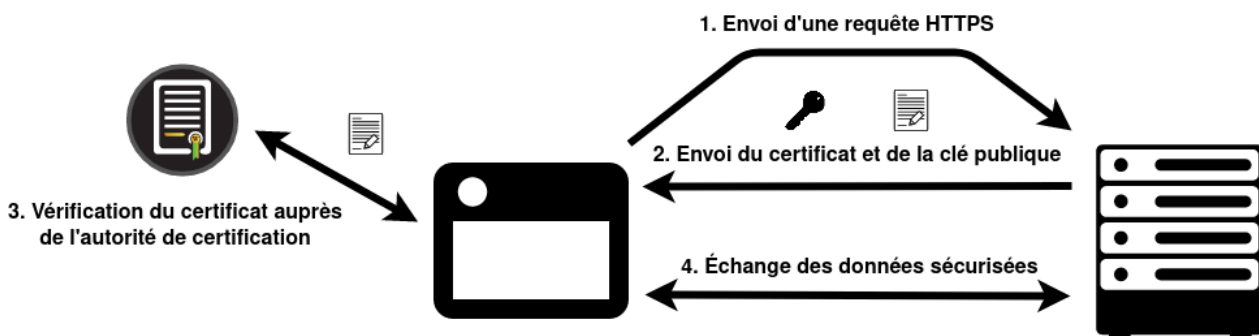 1. Envoi d'une requête HTTPS
2. Envoi du certificat et de la clé publique
3. Vérification du certificat auprès
de l'autorité de certification
4. Échange des données sécurisées